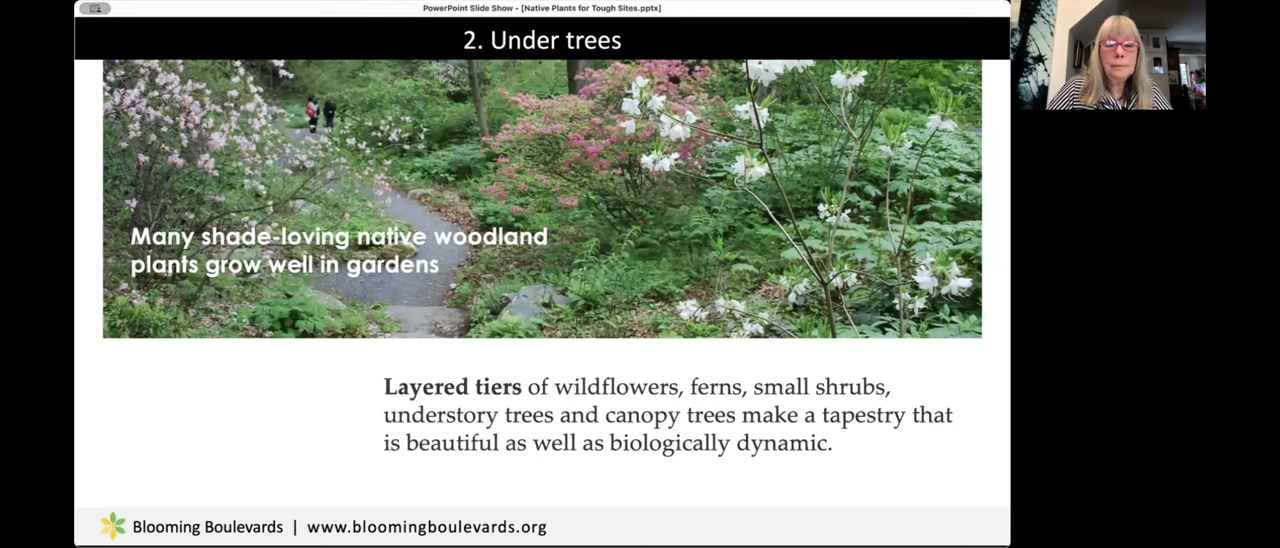 PowerPoint Slide Show - [Native Plants for Tough Sites.pptx]
2. Under trees
Many shade-loving native woodland
plants grow well in gardens
Layered tiers of wildflowers, ferns, small shrubs,
understory trees and canopy trees make a tapestry that
is beautiful as well as biologically dynamic.
Blooming Boulevards | www.bloomingboulevards.org